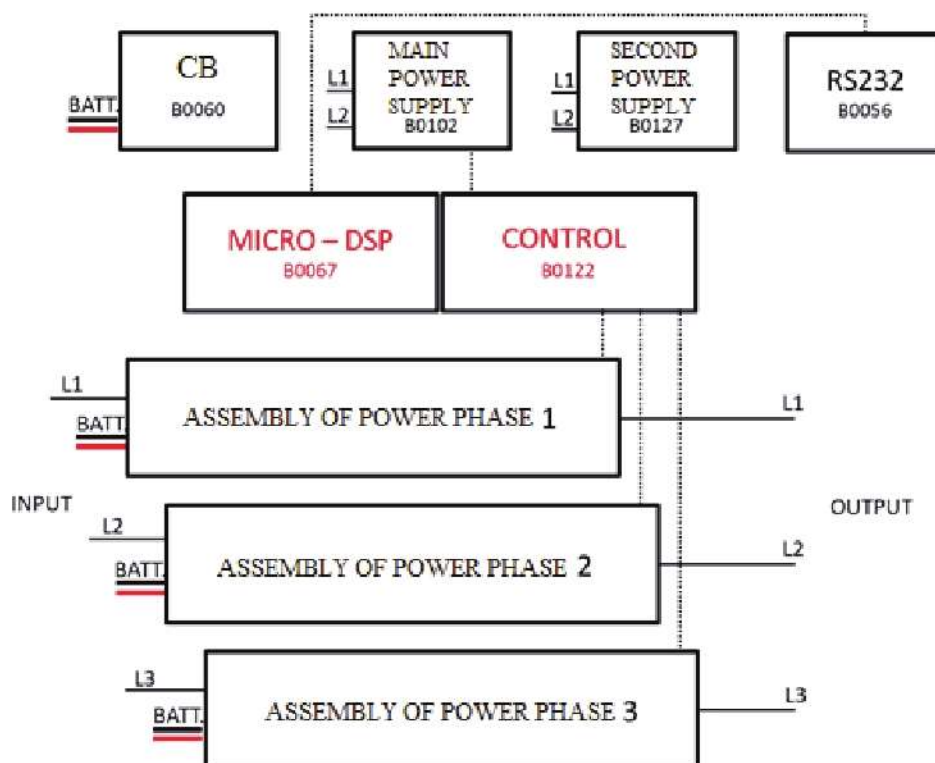 CB
B0060
BATT.
MAIN
POWER
SUPPLY
B0102
L1
L2
SECOND
POWER
SUPPLY
B0127
L1
L2
RS232
B0056
MICRO – DSP
B0067
CONTROL
B0122
L1
BATT.
ASSEMBLY OF POWER PHASE 1
L1
INPUT
OUTPUT
L2
BATT.
ASSEMBLY OF POWER PHASE 2
L2
L3
BATT.
ASSEMBLY OF POWER PHASE 3
L3